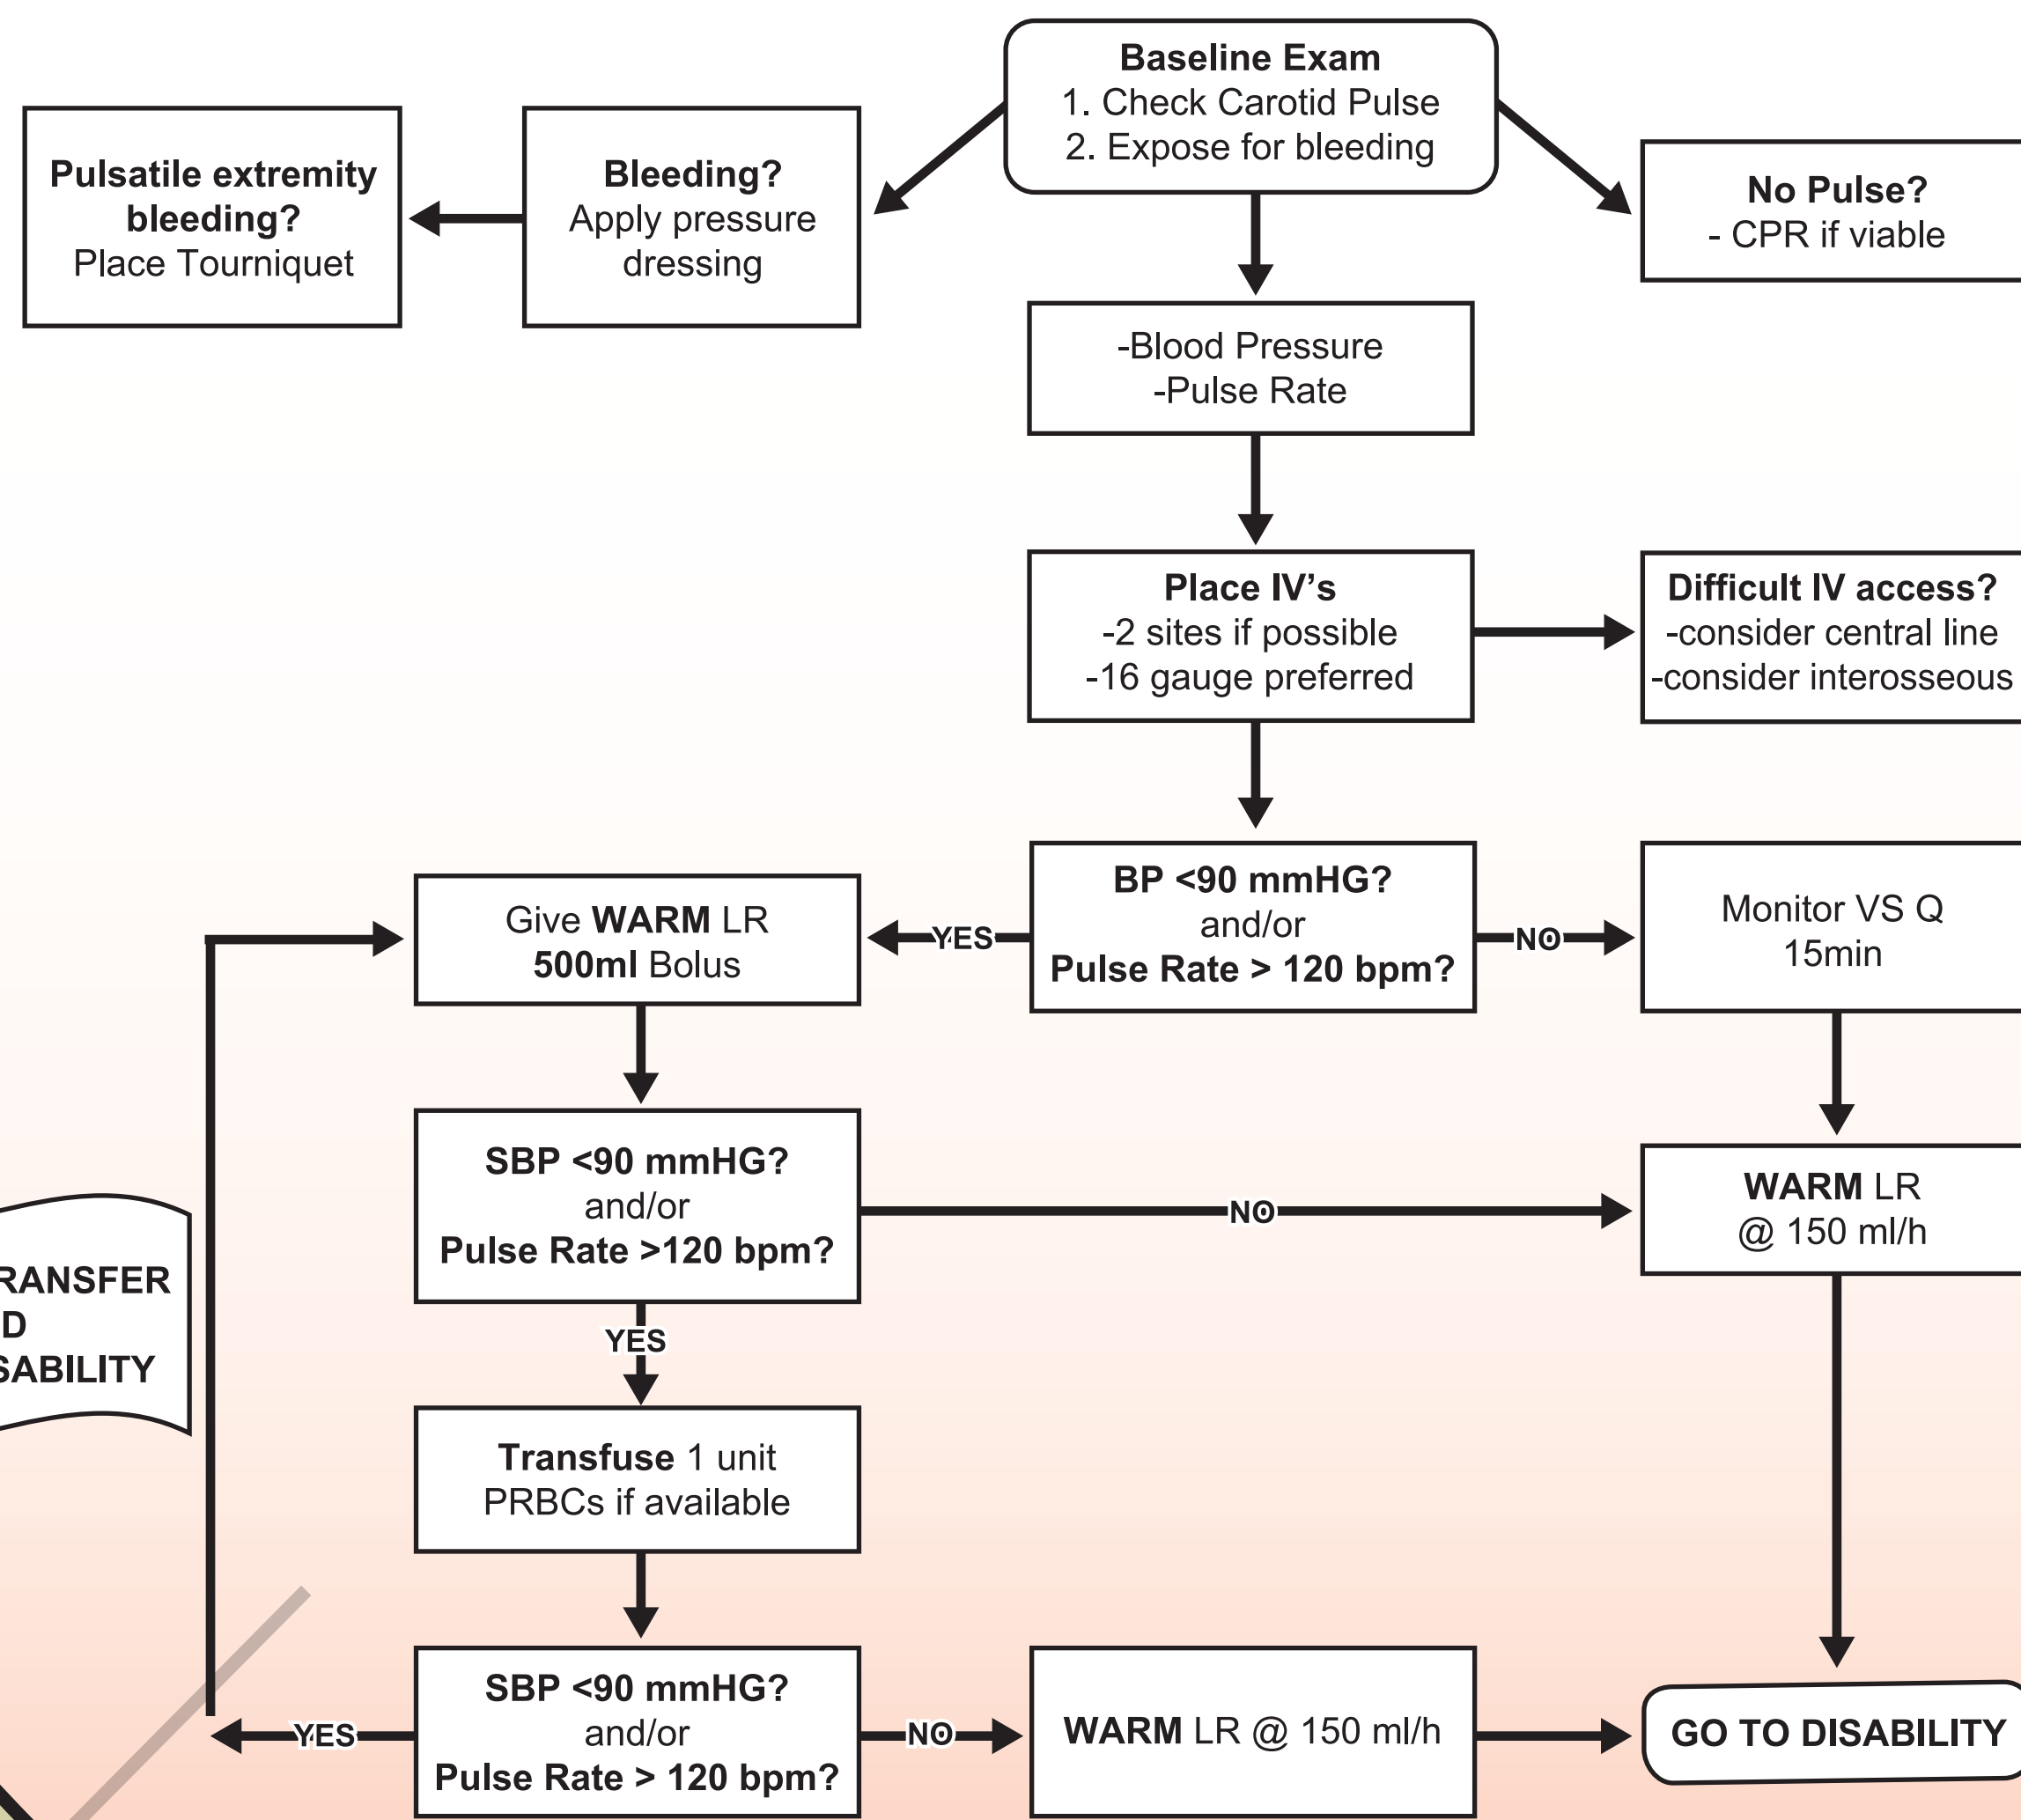 Baseline Exam
1. Check Carotid Pulse
2. Expose for bleeding
Pulsatile extremity
bleeding?
Place Tourniquet
Bleeding?
Apply pressure
dressing
No Pulse?
- CPR if viable
-Blood Pressure
-Pulse Rate
Place IV's
-2 sites if possible
-16 gauge preferred
Difficult IV access?
-consider central line
-consider interosseous
BP <90 mmHG?
and/or
Pulse Rate > 120 bpm?
YES
NO
Give WARM LR
500ml Bolus
Monitor VS Q
15min
SBP <90 mmHG?
and/or
Pulse Rate >120 bpm?
NO
WARM LR
@ 150 ml/h
YES
Transfuse 1 unit
PRBCs if available
SBP <90 mmHG?
and/or
Pulse Rate > 120 bpm?
YES
NO
WARM LR @ 150 ml/h
GO TO DISABILITY